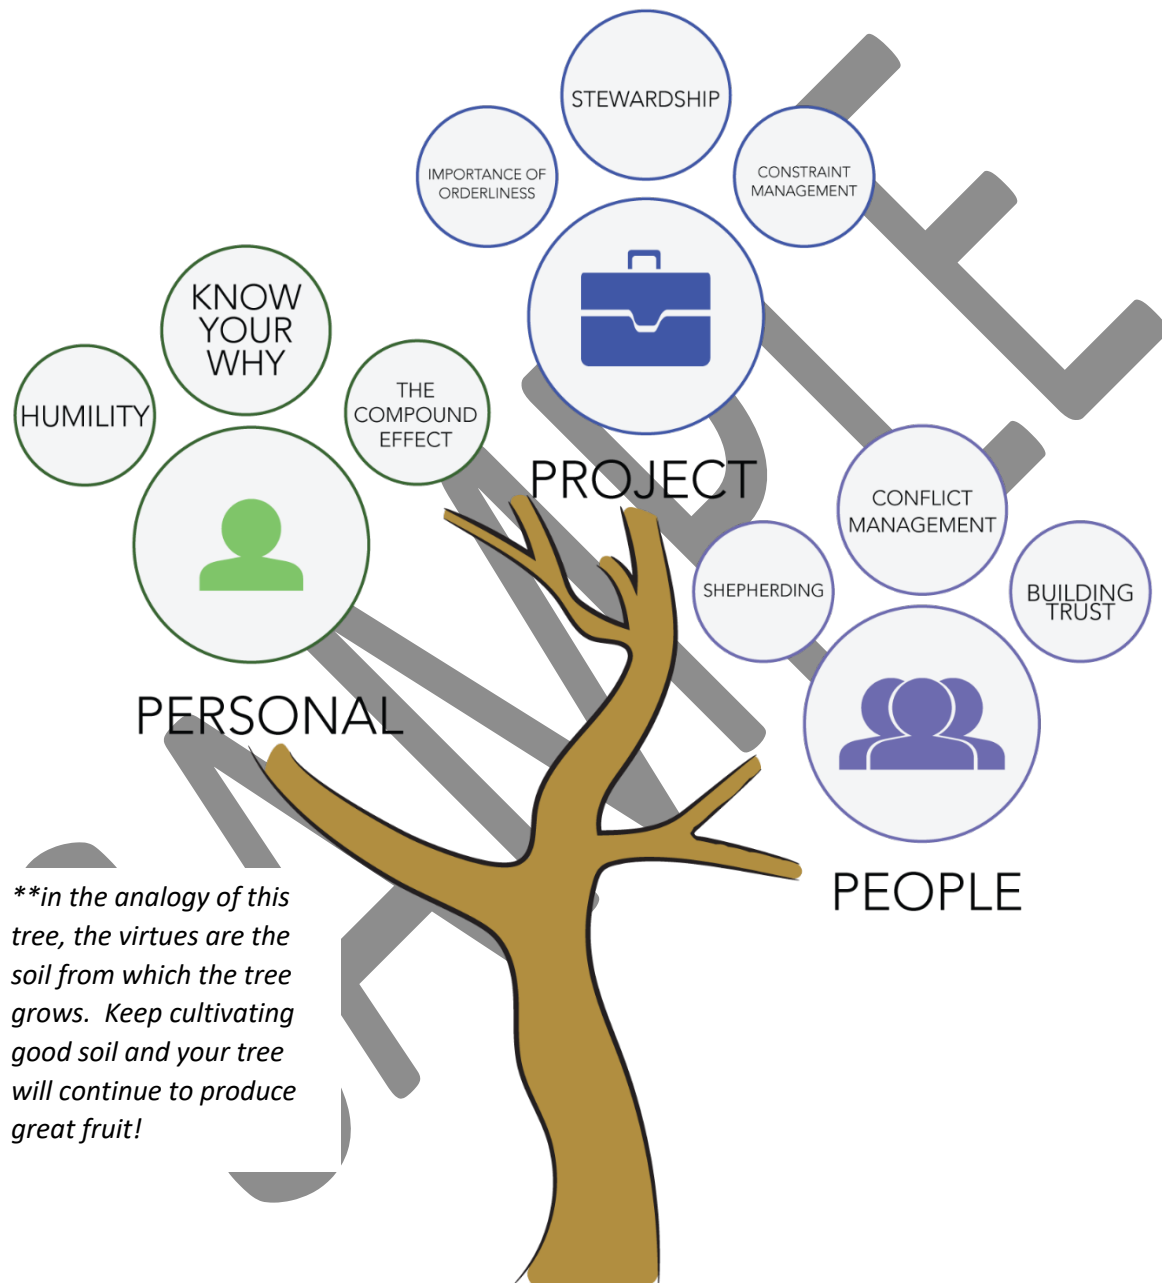 STEWARDSHIP
IMPORTANCE OF
ORDERLINESS
CONSTRAINT
MANAGEMENT
KNOW
YOUR
WHY
HUMILITY
THE
COMPOUND
EFFECT
PROJECT
PERSONAL
CONFLICT
MANAGEMENT
SHEPHERDING
BUILDING
TRUST
PEOPLE
**in the analogy of this
tree, the virtues are the
soil from which the tree
grows.  Keep cultivating
good soil and your tree
will continue to produce
great fruit!
SAMPLE